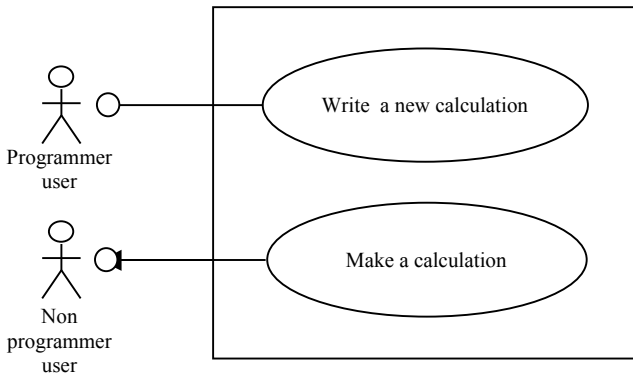 Write  a new calculation
Programmer
user
Make a calculation
Non
programmer
user